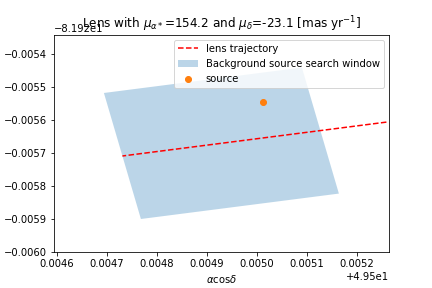 −8.192e1
Lens with μα* =154.2 and μδ=-23.1 [mas yr−1]
lens trajectory
Background source search window
source
−0.0054
−0.0055
−0.0056
−0.0057
−0.0058
−0.0059
−0.0060
0.0046 0.0047 0.0048 0.0049 0.0050 0.0051 0.0052
αcosδ
+4.95e1